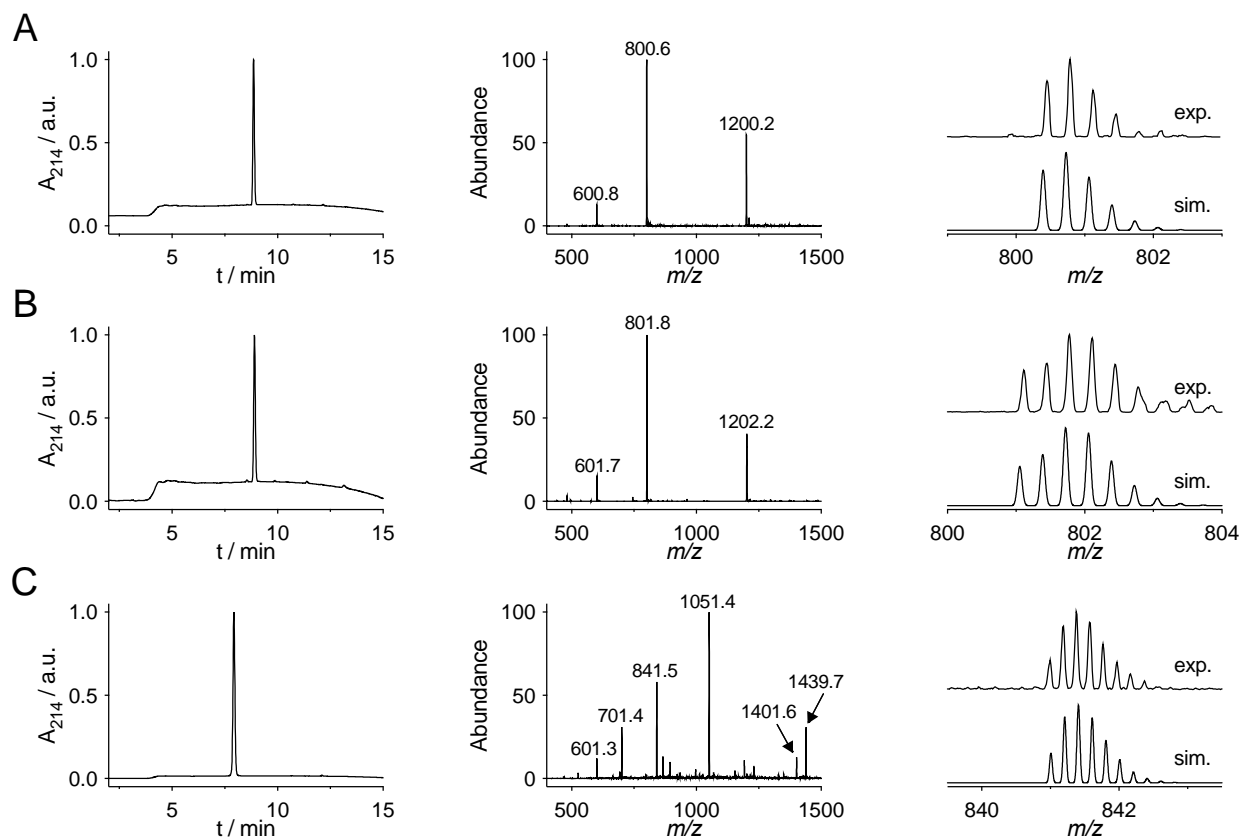 A
1.0
0.5
0.0
A214 / a.u.
5 10 15
t / min
100
50
0
Abundance
800.6
1200.2
600.8
500 1000 1500
m/z
exp.
sim.
800 802
m/z
B
1.0
0.5
0.0
A214 / a.u.
5 10 15
t / min
100
50
0
Abundance
801.8
1202.2
601.7
500 1000 1500
m/z
exp.
sim.
800 802 804
m/z
C
1.0
0.5
0.0
A214 / a.u.
5 10 15
t / min
100
50
0
Abundance
1051.4
841.5
1439.7
701.4
1401.6
601.3
500 1000 1500
m/z
exp.
sim.
840 842
m/z